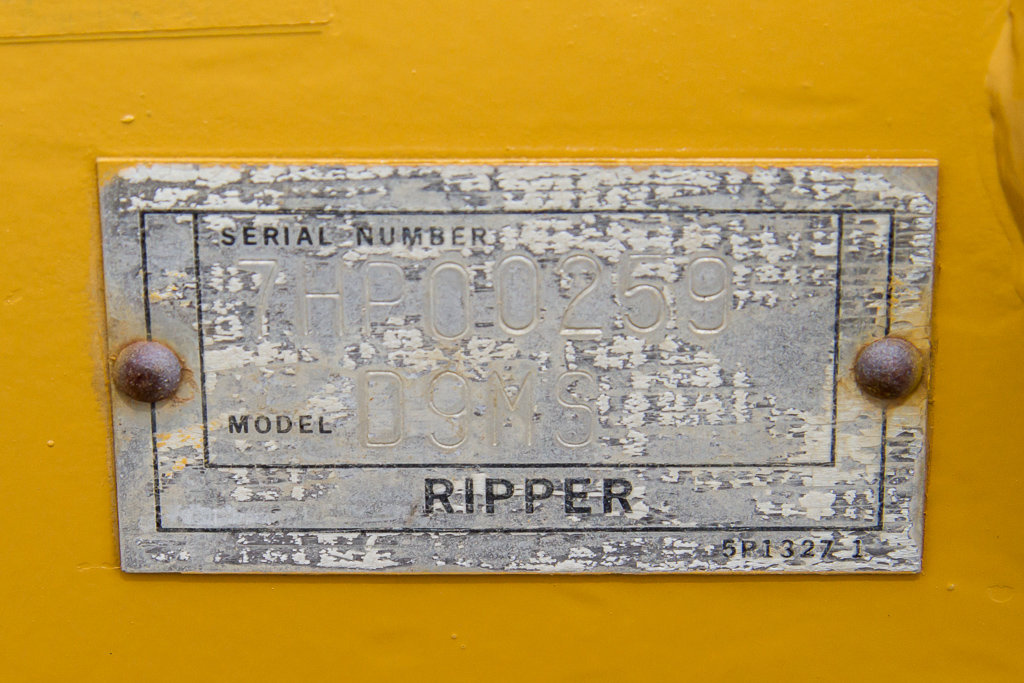 SERIAL NUMBER
7HP00259
MODEL D9MS
RIPPER
5P1327 1